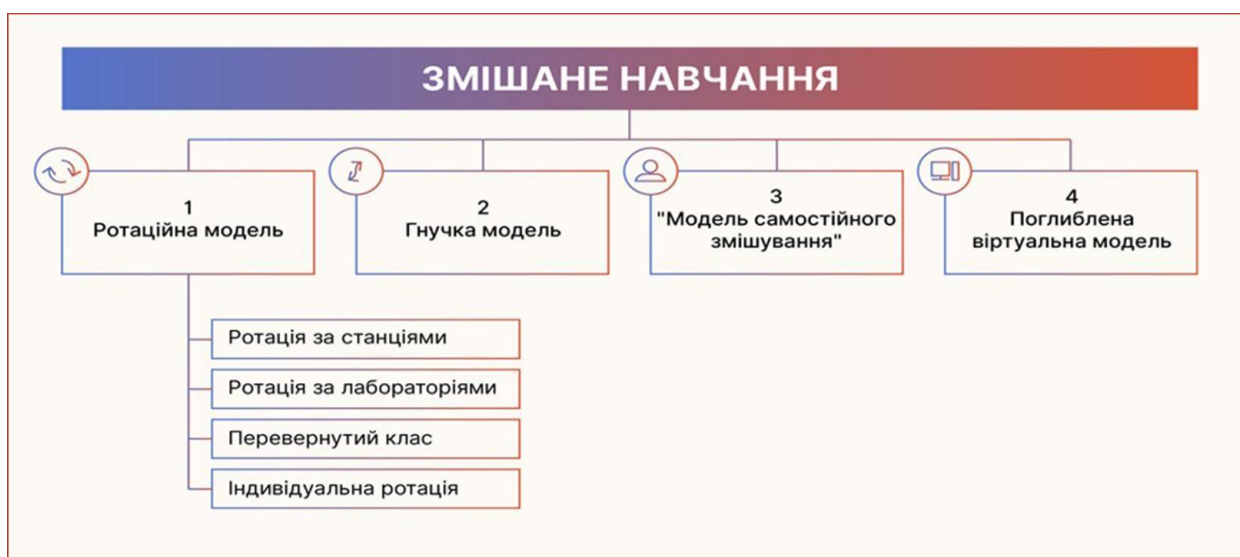 ЗМІШАНЕ НАВЧАННЯ
1
Ротаційна модель
2
Гнучка модель
3
"Модель самостійного
змішування"
4
Поглиблена
віртуальна модель
Ротація за станціями
Ротація за лабораторіями
Перевернутий клас
Індивідуальна ротація